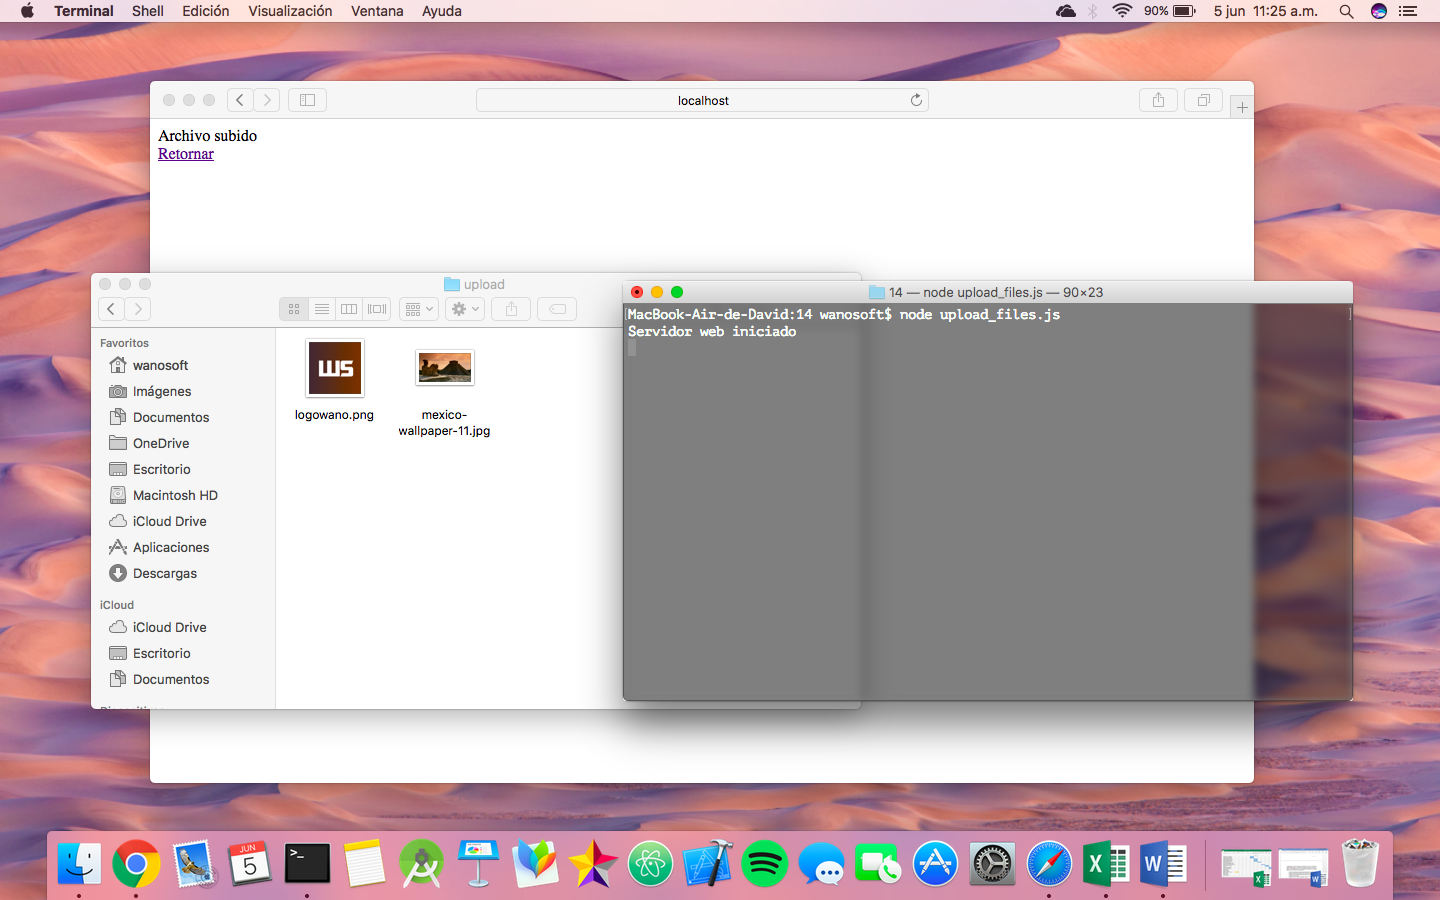 Terminal Shell Edición Visualización Ventana Ayuda 90% 5 jun 11:25 a.m.
localhost
Archivo subido
Retornar
upload
Favoritos
wanosoft
Imágenes
Documentos
OneDrive
Escritorio
Macintosh HD
iCloud Drive
Aplicaciones
Descargas
iCloud
iCloud Drive
Escritorio
Documentos
WS
logowano.png
mexico-
wallpaper-11.jpg
14 — node upload_files.js — 90×23
MacBook-Air-de-David:14 wanosoft$ node upload_files.js
Servidor web iniciado
JUN
5
>_